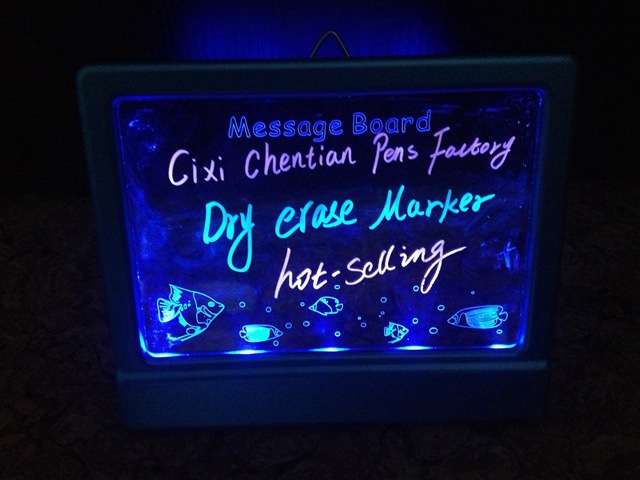 Message Board
Cixi Chentian Pens Factory
Dry erase Marker
hot-selling